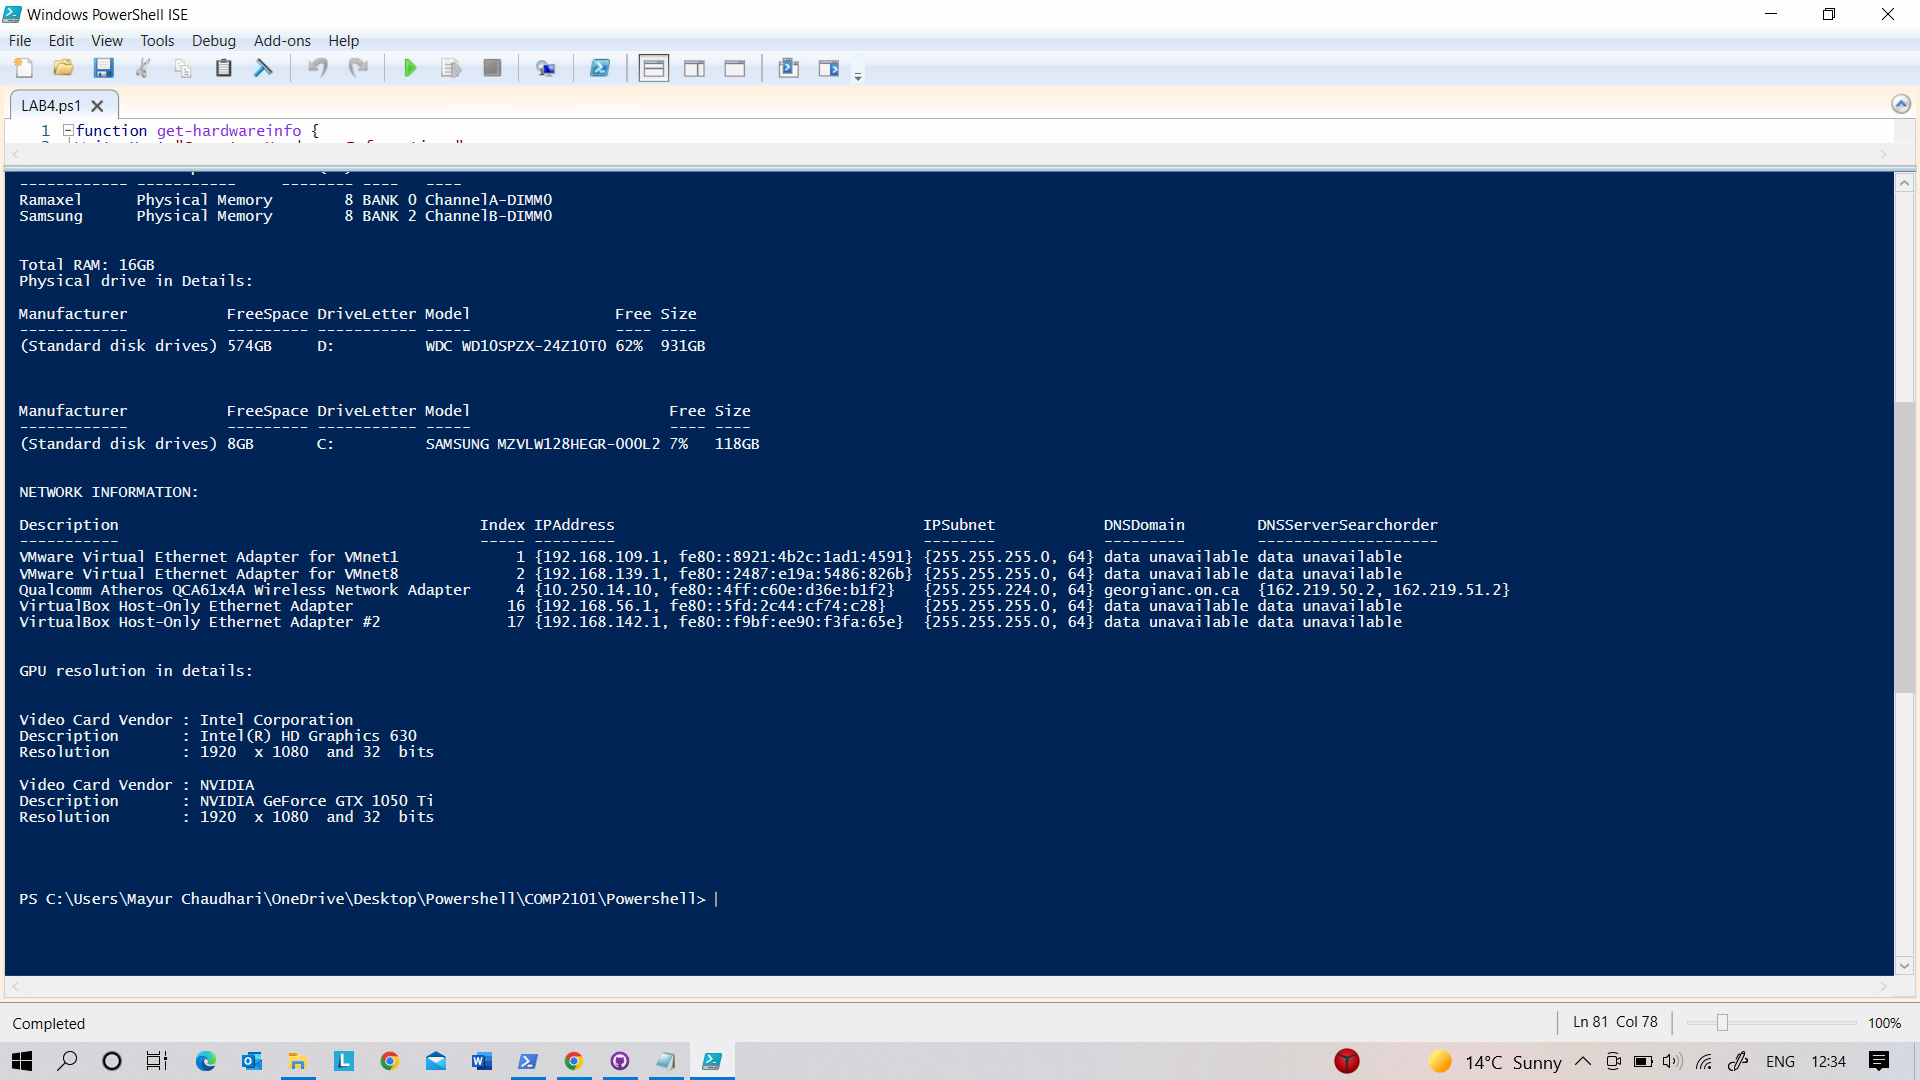 Windows PowerShell ISE
File Edit View Tools Debug Add-ons Help
LAB4.ps1
1 function get-hardwareinfo {
------------ ----------- -------- ---- ----
Ramaxel Physical Memory 8 BANK 0 ChannelA-DIMM0
Samsung Physical Memory 8 BANK 2 ChannelB-DIMM0
Total RAM: 16GB
Physical drive in Details:
Manufacturer FreeSpace DriveLetter Model Free Size
------------ --------- ----------- ----- ---- ----
(Standard disk drives) 574GB D: WDC WD10SPZX-24Z10T0 62% 931GB
Manufacturer FreeSpace DriveLetter Model Free Size
------------ --------- ----------- ----- ---- ----
(Standard disk drives) 8GB C: SAMSUNG MZVLW128HEGR-000L2 7% 118GB
NETWORK INFORMATION:
Description Index IPAddress IPSubnet DNSDomain DNSServerSearchorder
----------- ----- --------- -------- --------- --------------------
VMware Virtual Ethernet Adapter for VMnet1 1 {192.168.109.1, fe80::8921:4b2c:1ad1:4591} {255.255.255.0, 64} data unavailable data unavailable
VMware Virtual Ethernet Adapter for VMnet8 2 {192.168.139.1, fe80::2487:e19a:5486:826b} {255.255.255.0, 64} data unavailable data unavailable
Qualcomm Atheros QCA61x4A Wireless Network Adapter 4 {10.250.14.10, fe80::4ff:c60e:d36e:b1f2} {255.255.224.0, 64} georgianc.on.ca {162.219.50.2, 162.219.51.2}
VirtualBox Host-Only Ethernet Adapter 16 {192.168.56.1, fe80::5fd:2c44:cf74:c28} {255.255.255.0, 64} data unavailable data unavailable
VirtualBox Host-Only Ethernet Adapter #2 17 {192.168.142.1, fe80::f9bf:ee90:f3fa:65e} {255.255.255.0, 64} data unavailable data unavailable
GPU resolution in details:
Video Card Vendor : Intel Corporation
Description : Intel(R) HD Graphics 630
Resolution : 1920 x 1080 and 32 bits
Video Card Vendor : NVIDIA
Description : NVIDIA GeForce GTX 1050 Ti
Resolution : 1920 x 1080 and 32 bits
PS C:\Users\Mayur Chaudhari\OneDrive\Desktop\Powershell\COMP2101\Powershell>
Completed
Ln 81 Col 78
100%
14°C Sunny
ENG
12:34